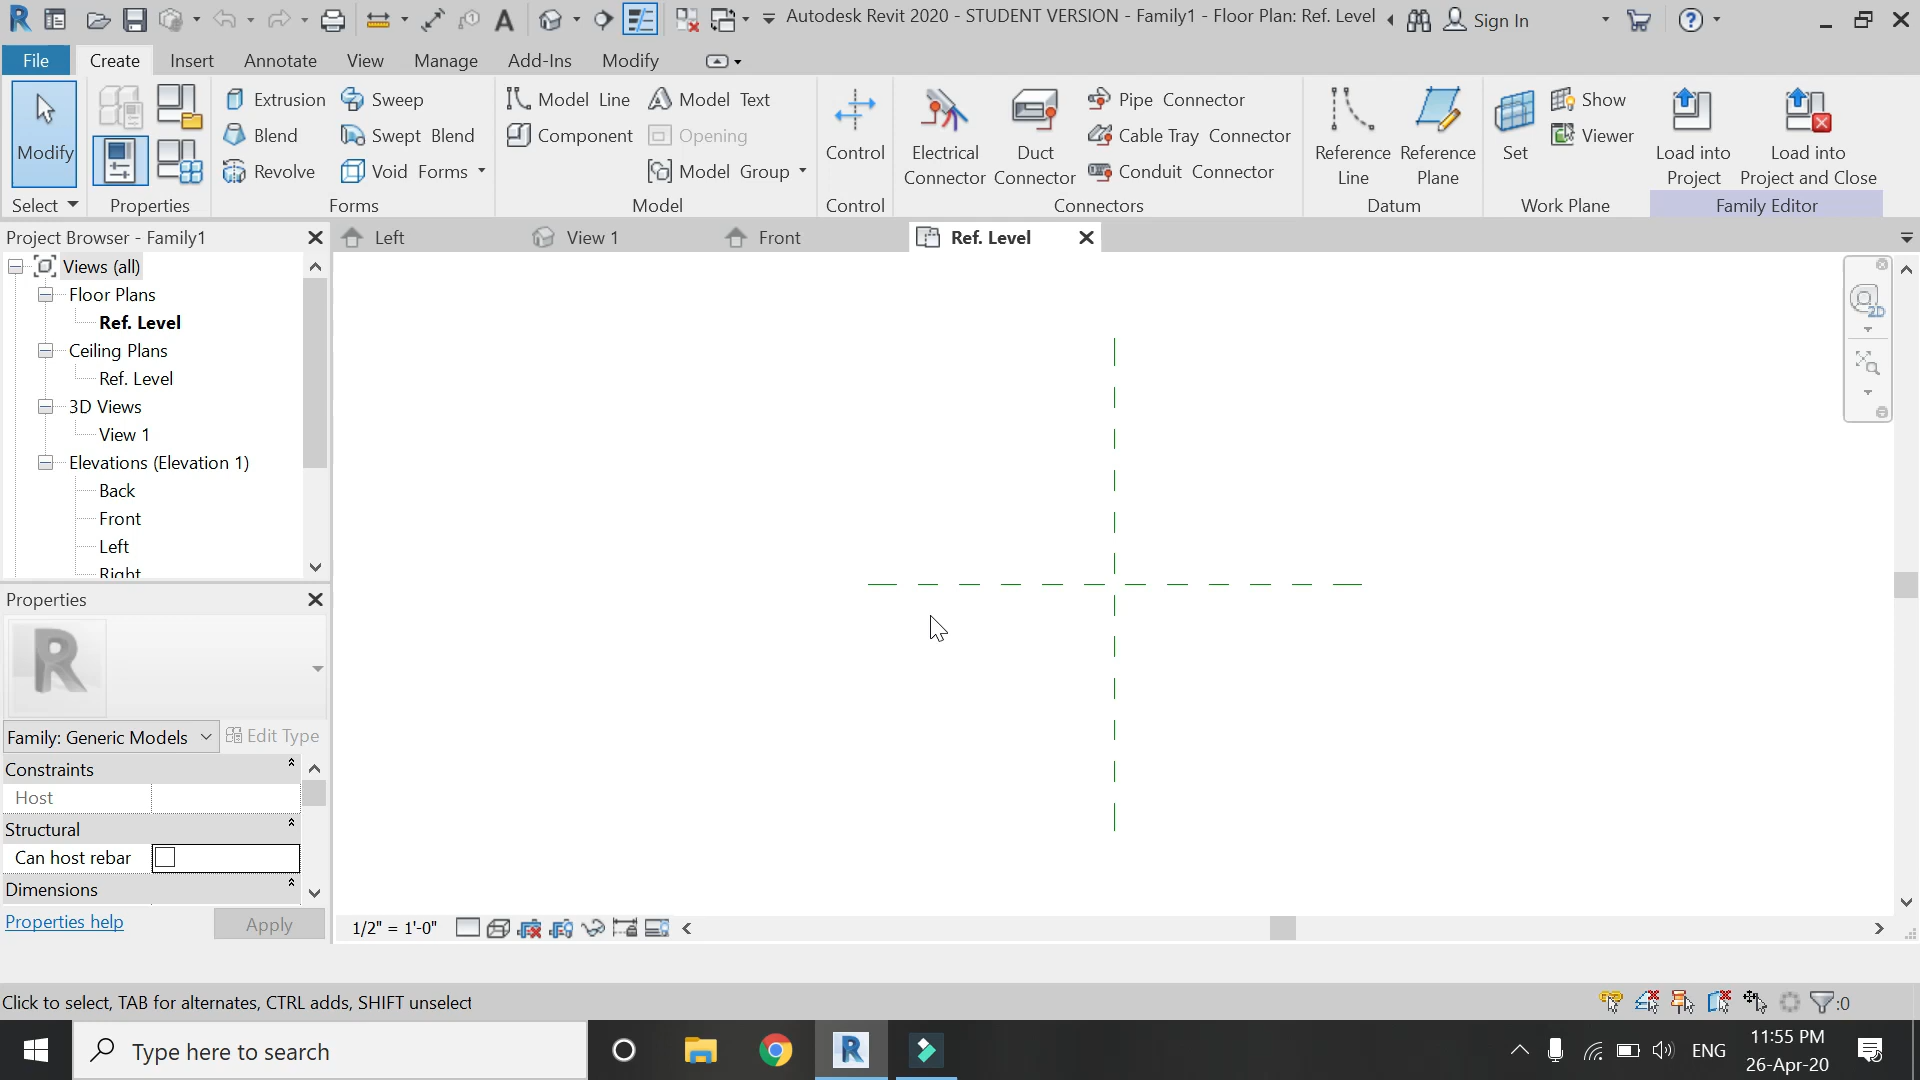 Autodesk Revit 2020 - STUDENT VERSION - Family1 - Floor Plan: Ref. Level
Sign In
File
Create
Insert
Annotate
View
Manage
Add-Ins
Modify
Modify
Select
Properties
Extrusion
Sweep
Blend
Swept Blend
Revolve
Void Forms
Forms
Model Line
Model Text
Component
Opening
Model Group
Model
Control
Control
Electrical Connector
Duct Connector
Pipe Connector
Cable Tray Connector
Conduit Connector
Connectors
Reference Line
Reference Plane
Datum
Set
Show
Viewer
Work Plane
Load into Project
Load into Project and Close
Family Editor
Project Browser - Family1
Left
View 1
Front
Ref. Level
Views (all)
Floor Plans
Ref. Level
Ceiling Plans
Ref. Level
3D Views
View 1
Elevations (Elevation 1)
Back
Front
Left
Right
2D
Properties
R
Family: Generic Models
Edit Type
Constraints
Host
Structural
Can host rebar
Dimensions
Properties help
Apply
1/2" = 1'-0"
Click to select, TAB for alternates, CTRL adds, SHIFT unselect
:0
Type here to search
ENG
11:55 PM
26-Apr-20